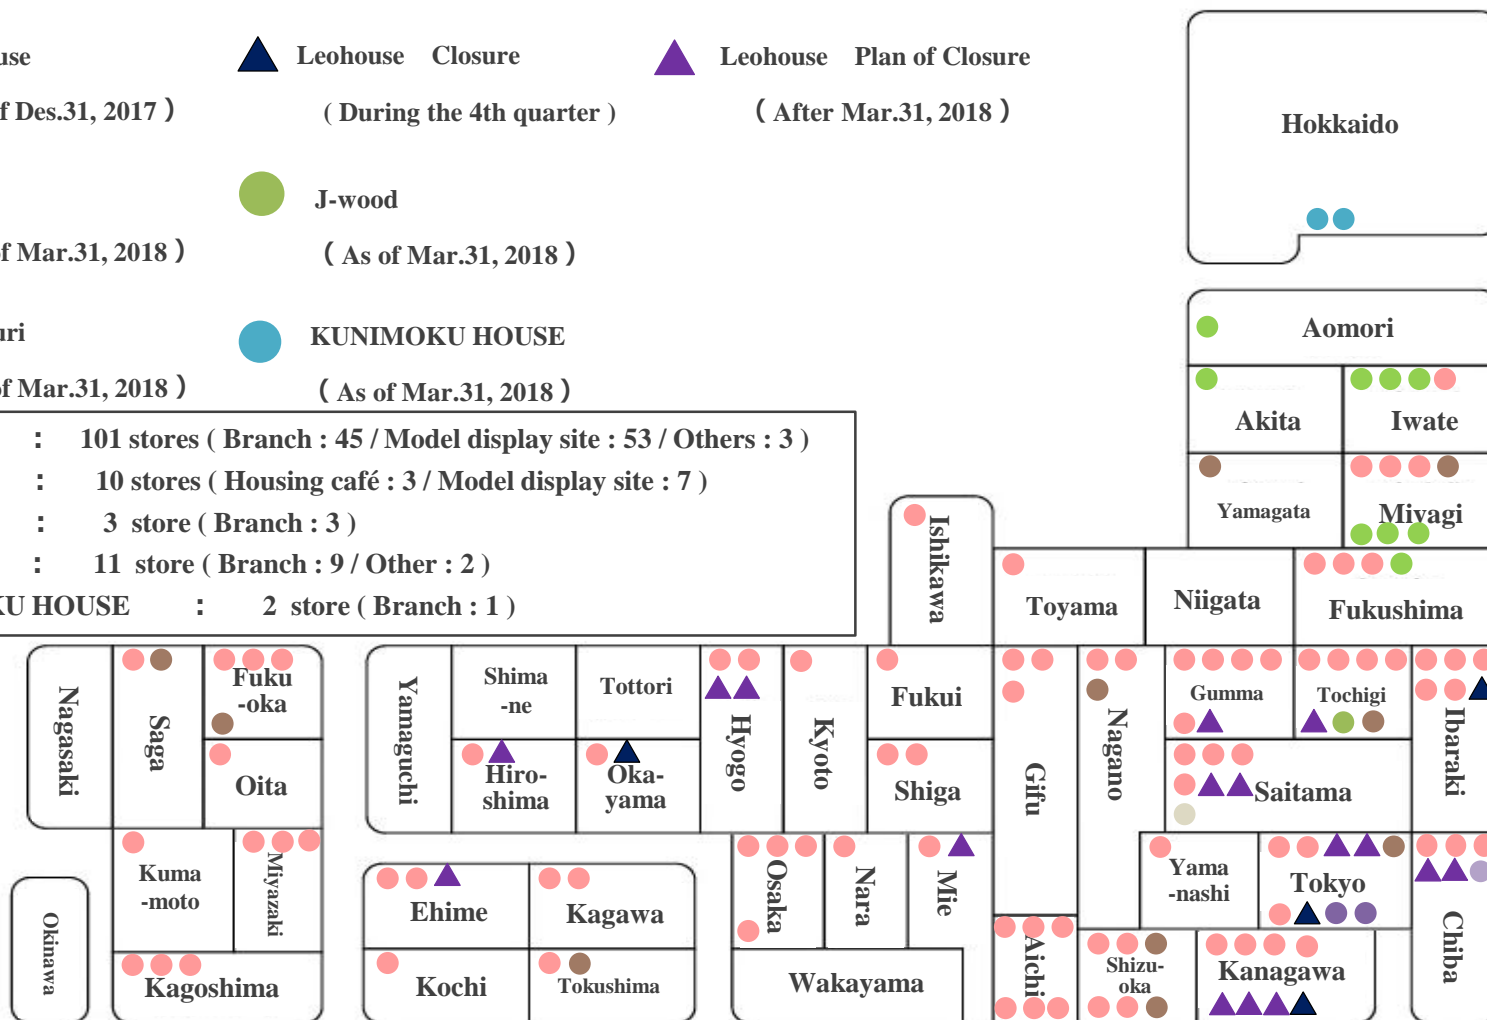 use
Leohouse Closure
Leohouse Plan of Closure
f Des.31, 2017 )
( During the 4th quarter )
( After Mar.31, 2018 )
Hokkaido
J-wood
of Mar.31, 2018 )
( As of Mar.31, 2018 )
uri
KUNIMOKU HOUSE
of Mar.31, 2018 )
( As of Mar.31, 2018 )
Aomori
Akita
Iwate
: 101 stores ( Branch : 45 / Model display site : 53 / Others : 3 )
: 10 stores ( Housing café : 3 / Model display site : 7 )
: 3 store ( Branch : 3 )
: 11 store ( Branch : 9 / Other : 2 )
KU HOUSE : 2 store ( Branch : 1 )
Yamagata
Miyagi
Ishikawa
Toyama
Niigata
Fukushima
Nagasaki
Saga
Fuku
-oka
Oita
Yamaguchi
Shima
-ne
Tottori
Hiro-
shima
Oka-
yama
Hyogo
Kyoto
Fukui
Shiga
Gifu
Nagano
Gumma
Tochigi
Ibaraki
Saitama
Kuma
-moto
Miyazaki
Okinawa
Kagoshima
Ehime
Kagawa
Kochi
Tokushima
Osaka
Nara
Mie
Wakayama
Aichi
Yama
-nashi
Tokyo
Shizu-
oka
Kanagawa
Chiba